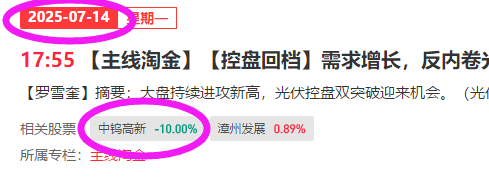 2025-07-14 星期一
17:55 【主线淘金】【控盘回档】需求增长，反内卷光
【罗雪奎】摘要：大盘持续进攻新高，光伏控盘双突破迎来机会。（光伏
相关股票 中钨高新 -10.00% 漳州发展 0.89%
所属专栏：主线淘金